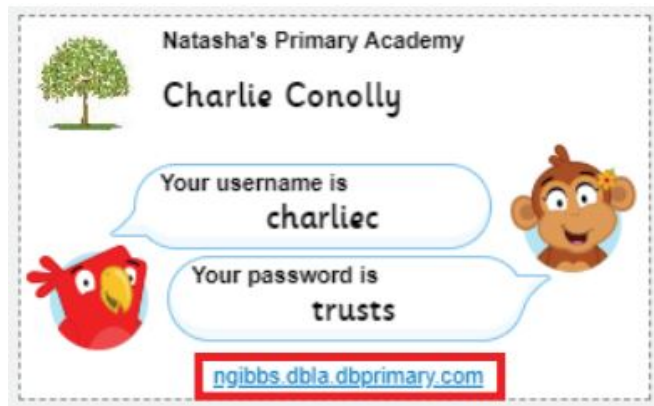 Natasha's Primary Academy
Charlie Conolly
Your username is
charliec
Your password is
trusts
ngibbs.dbla.dbprimary.com